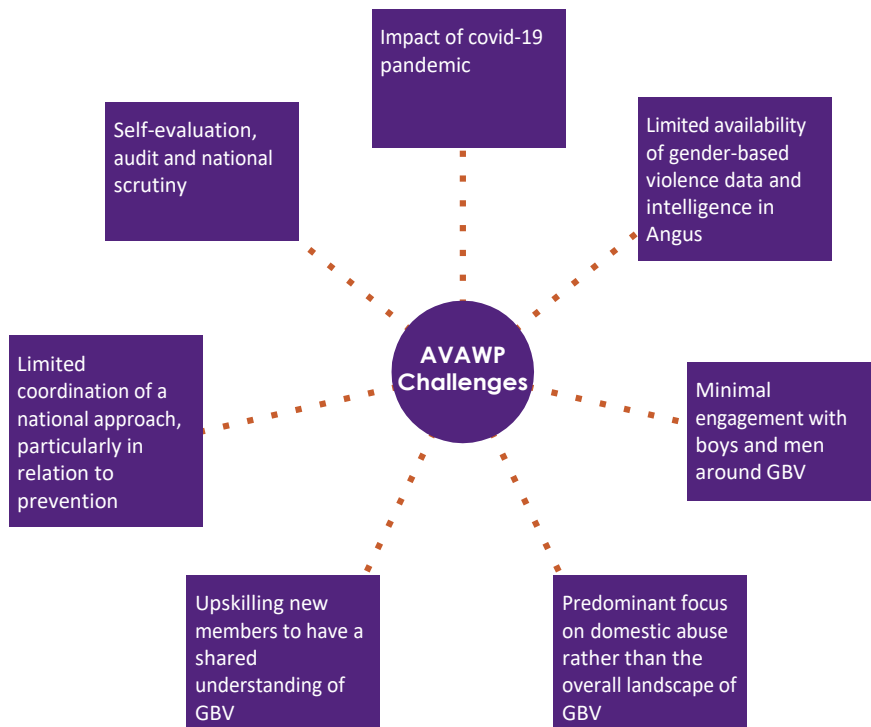 Impact of covid-19
pandemic
Self-evaluation,
audit and national
scrutiny
Limited availability
of gender-based
violence data and
intelligence in
Angus
AVAWP
Challenges
Limited
coordination of a
national approach,
particularly in
relation to
prevention
Minimal
engagement with
boys and men
around GBV
Upskilling new
members to have a
shared
understanding of
GBV
Predominant focus
on domestic abuse
rather than the
overall landscape of
GBV